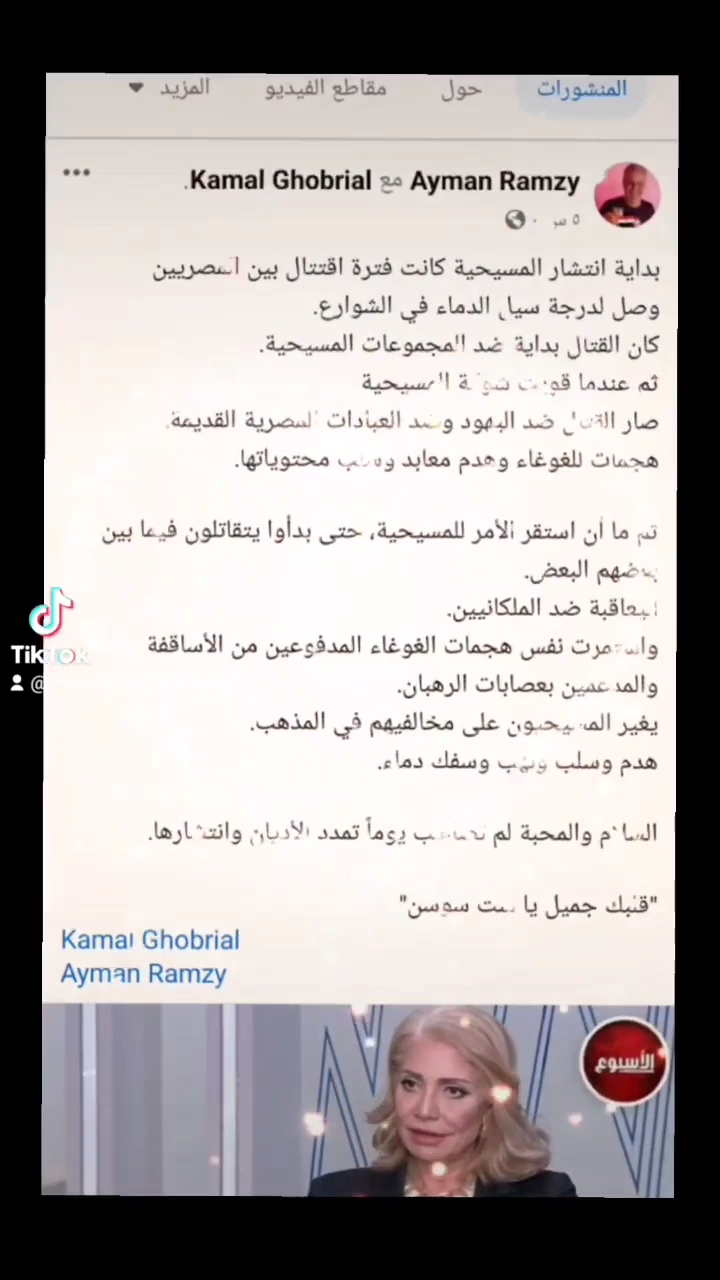 المنشورات حول مقاطع الفيديو المزيد
Ayman Ramzy مع Kamal Ghobrial.
٥ س ·
بداية انتشار المسيحية كانت فترة اقتتال بين المصريين
وصل لدرجة سيل الدماء في الشوارع.
كان القتال بداية ضد المجموعات المسيحية.
ثم عندما قويت شوكة المسيحية
صار القتال ضد اليهود وضد العبادات المصرية القديمة.
هجمات للغوغاء وهدم معابد وسلب محتوياتها.
ثم ما أن استقر الأمر للمسيحية، حتى بدأوا يتقاتلون فيما بين
بعضهم البعض.
اليعاقبة ضد الملكانيين.
واستمرت نفس هجمات الغوغاء المدفوعين من الأساقفة
والمدعمين بعصابات الرهبان.
يغير المسيحيون على مخالفيهم في المذهب.
هدم وسلب ونهب وسفك دماء.
السلام والمحبة لم تصاحب يوماً تمدد الأديان وانتشارها.
"قلبك جميل يا ست سوسن"
Kamal Ghobrial
Ayman Ramzy
الأسبوع
TikTok
@